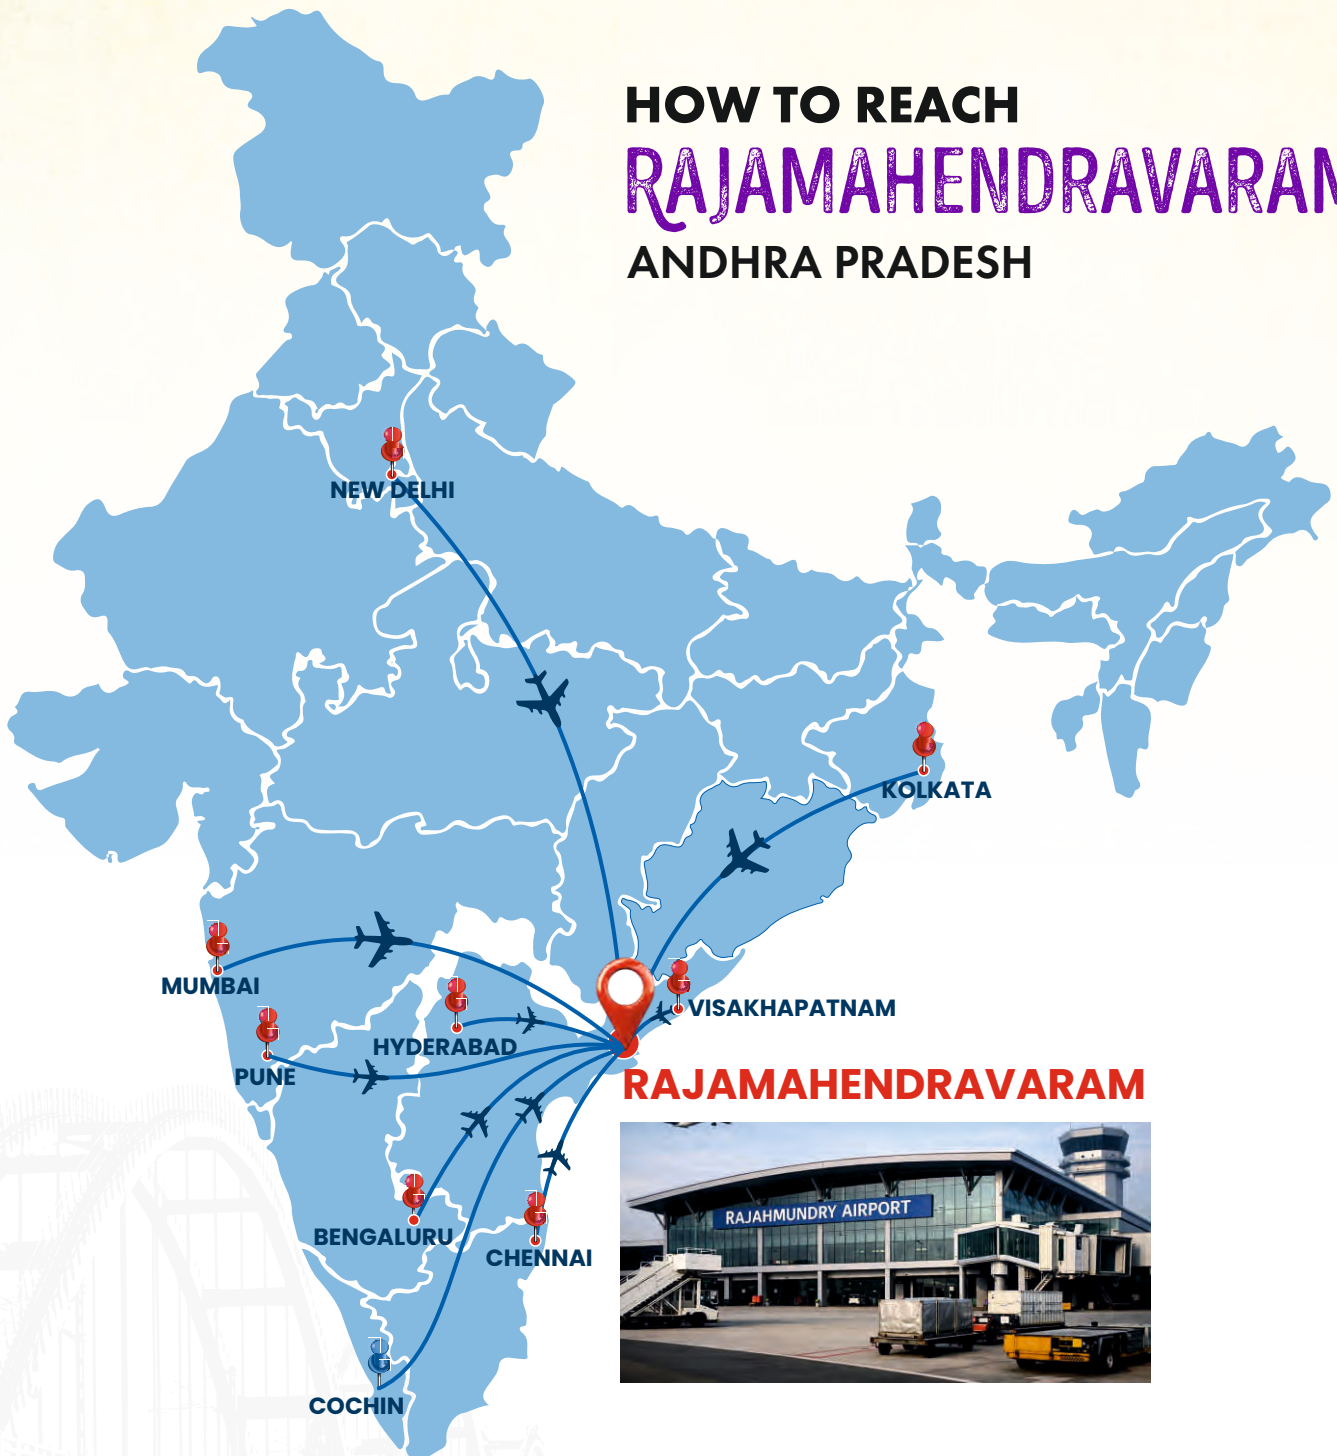 HOW TO REACH
RAJAMAHENDRAVARAM
ANDHRA PRADESH
NEW DELHI
KOLKATA
MUMBAI
VISAKHAPATNAM
HYDERABAD
PUNE
RAJAMAHENDRAVARAM
RAJAHMUNDRY AIRPORT
BENGALURU
CHENNAI
COCHIN